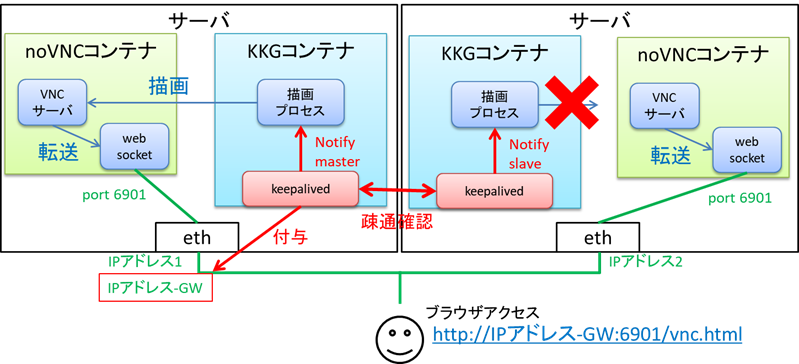 サーバ
noVNCコンテナ
VNC
サーバ
転送
web
socket
port 6901
描画
KKGコンテナ
描画
プロセス
Notify
master
keepalived
付与
eth
IPアドレス1
IPアドレス-GW
疎通確認
サーバ
KKGコンテナ
描画
プロセス
Notify
slave
keepalived
noVNCコンテナ
VNC
サーバ
転送
web
socket
port 6901
eth
IPアドレス2
ブラウザアクセス
http://IPアドレス-GW:6901/vnc.html